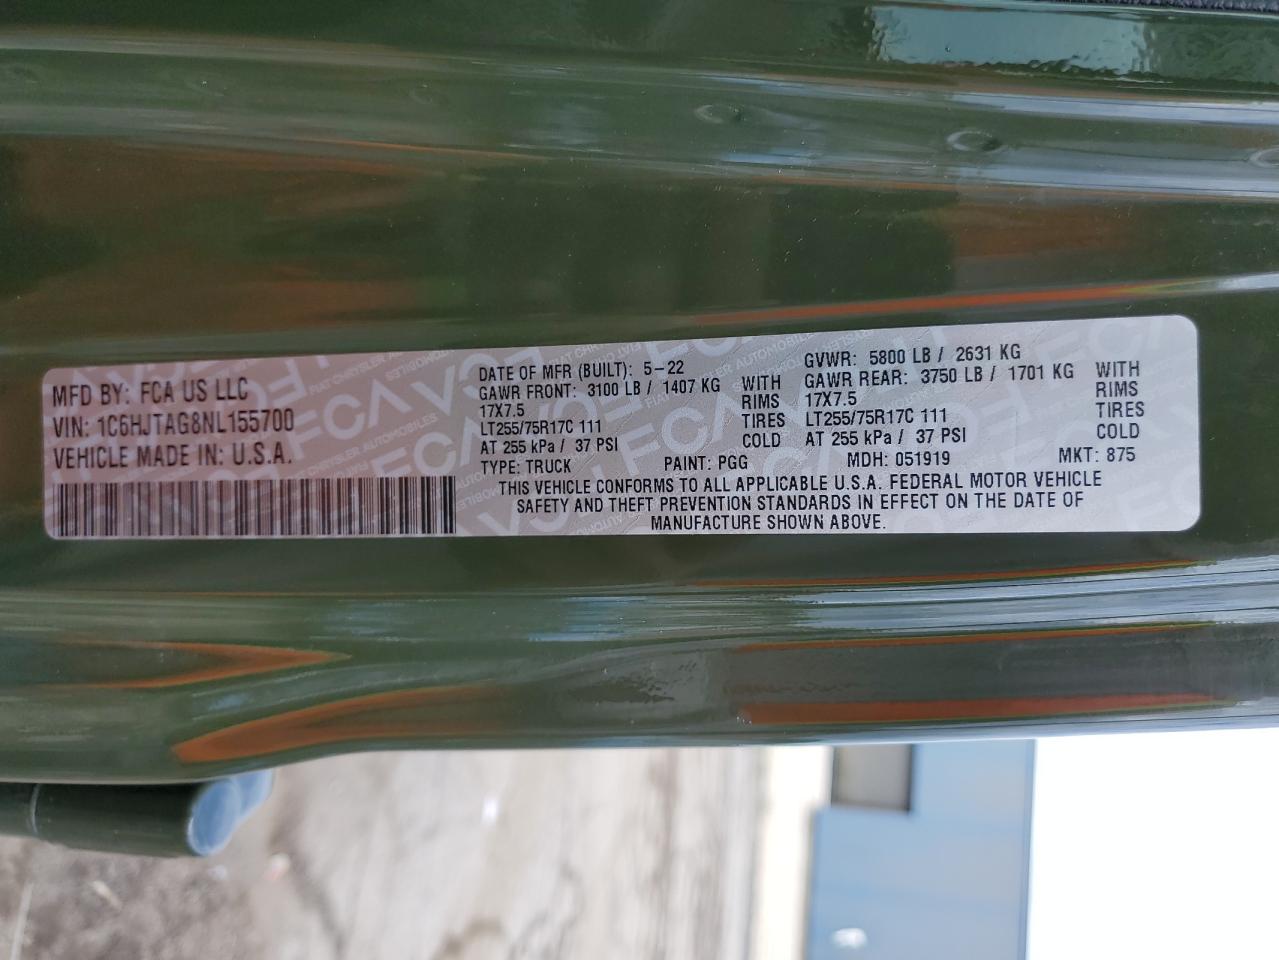 MFD BY: FCA US LLC
VIN: 1C6HJTAG8NL155700
VEHICLE MADE IN: U.S.A.
DATE OF MFR (BUILT): 5-22
GAWR FRONT: 3100 LB / 1407 KG WITH
17X7.5 RIMS
LT255/75R17C 111 TIRES
AT 255 kPa / 37 PSI COLD
GVWR: 5800 LB / 2631 KG
GAWR REAR: 3750 LB / 1701 KG WITH
17X7.5 RIMS
LT255/75R17C 111 TIRES
AT 255 kPa / 37 PSI COLD
TYPE: TRUCK PAINT: PGG MDH: 051919 MKT: 875
THIS VEHICLE CONFORMS TO ALL APPLICABLE U.S.A. FEDERAL MOTOR VEHICLE
SAFETY AND THEFT PREVENTION STANDARDS IN EFFECT ON THE DATE OF
MANUFACTURE SHOWN ABOVE.